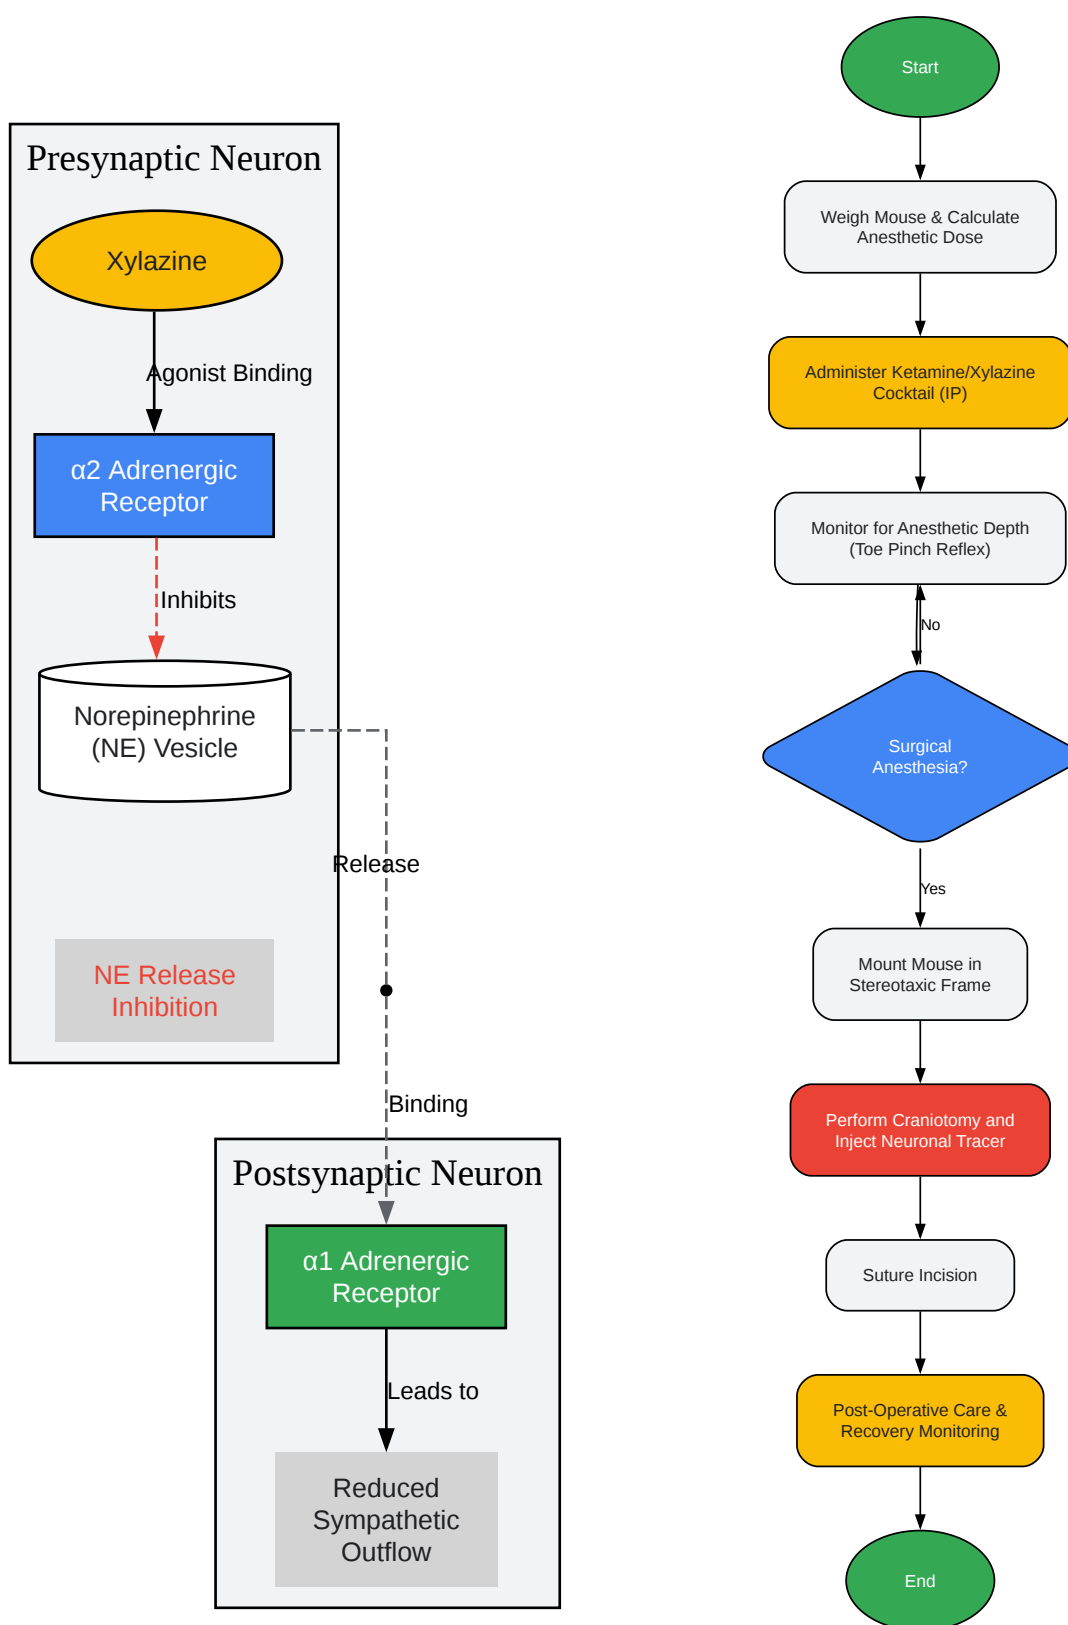 Presynaptic Neuron
Xylazine
Agonist Binding
α2 Adrenergic
Receptor
Inhibits
Norepinephrine
(NE) Vesicle
Release
NE Release
Inhibition
Binding
Postsynaptic Neuron
α1 Adrenergic
Receptor
Leads to
Reduced
Sympathetic
Outflow
Start
Weigh Mouse & Calculate
Anesthetic Dose
Administer Ketamine/Xylazine
Cocktail (IP)
Monitor for Anesthetic Depth
(Toe Pinch Reflex)
No
Surgical
Anesthesia?
Yes
Mount Mouse in
Stereotaxic Frame
Perform Craniotomy and
Inject Neuronal Tracer
Suture Incision
Post-Operative Care &
Recovery Monitoring
End